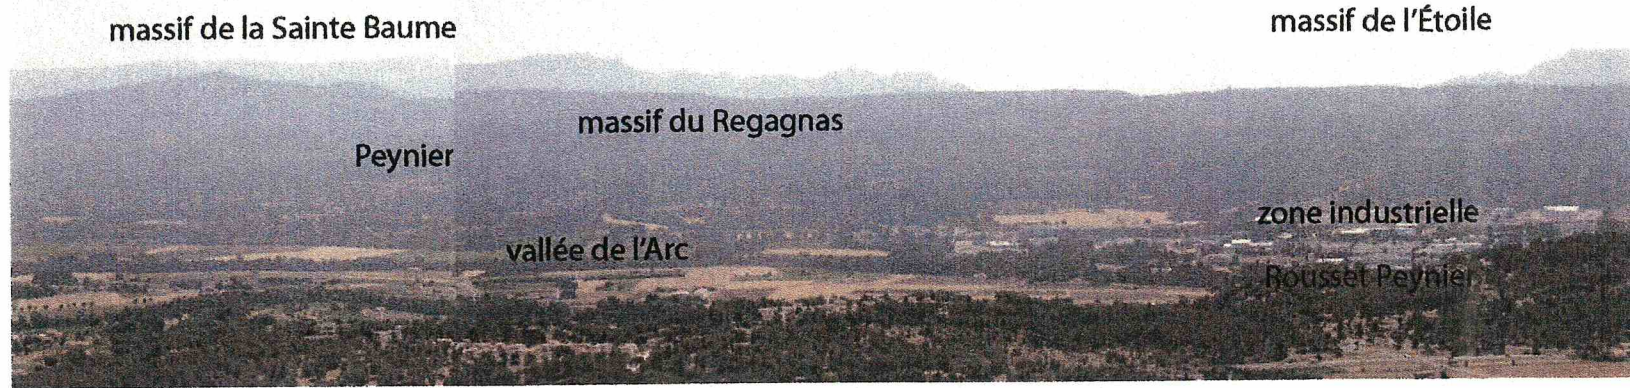 massif de la Sainte Baume
massif de l'Étoile
massif du Regagnas
Peynier
zone industrielle
vallée de l'Arc
Rousset Peynier